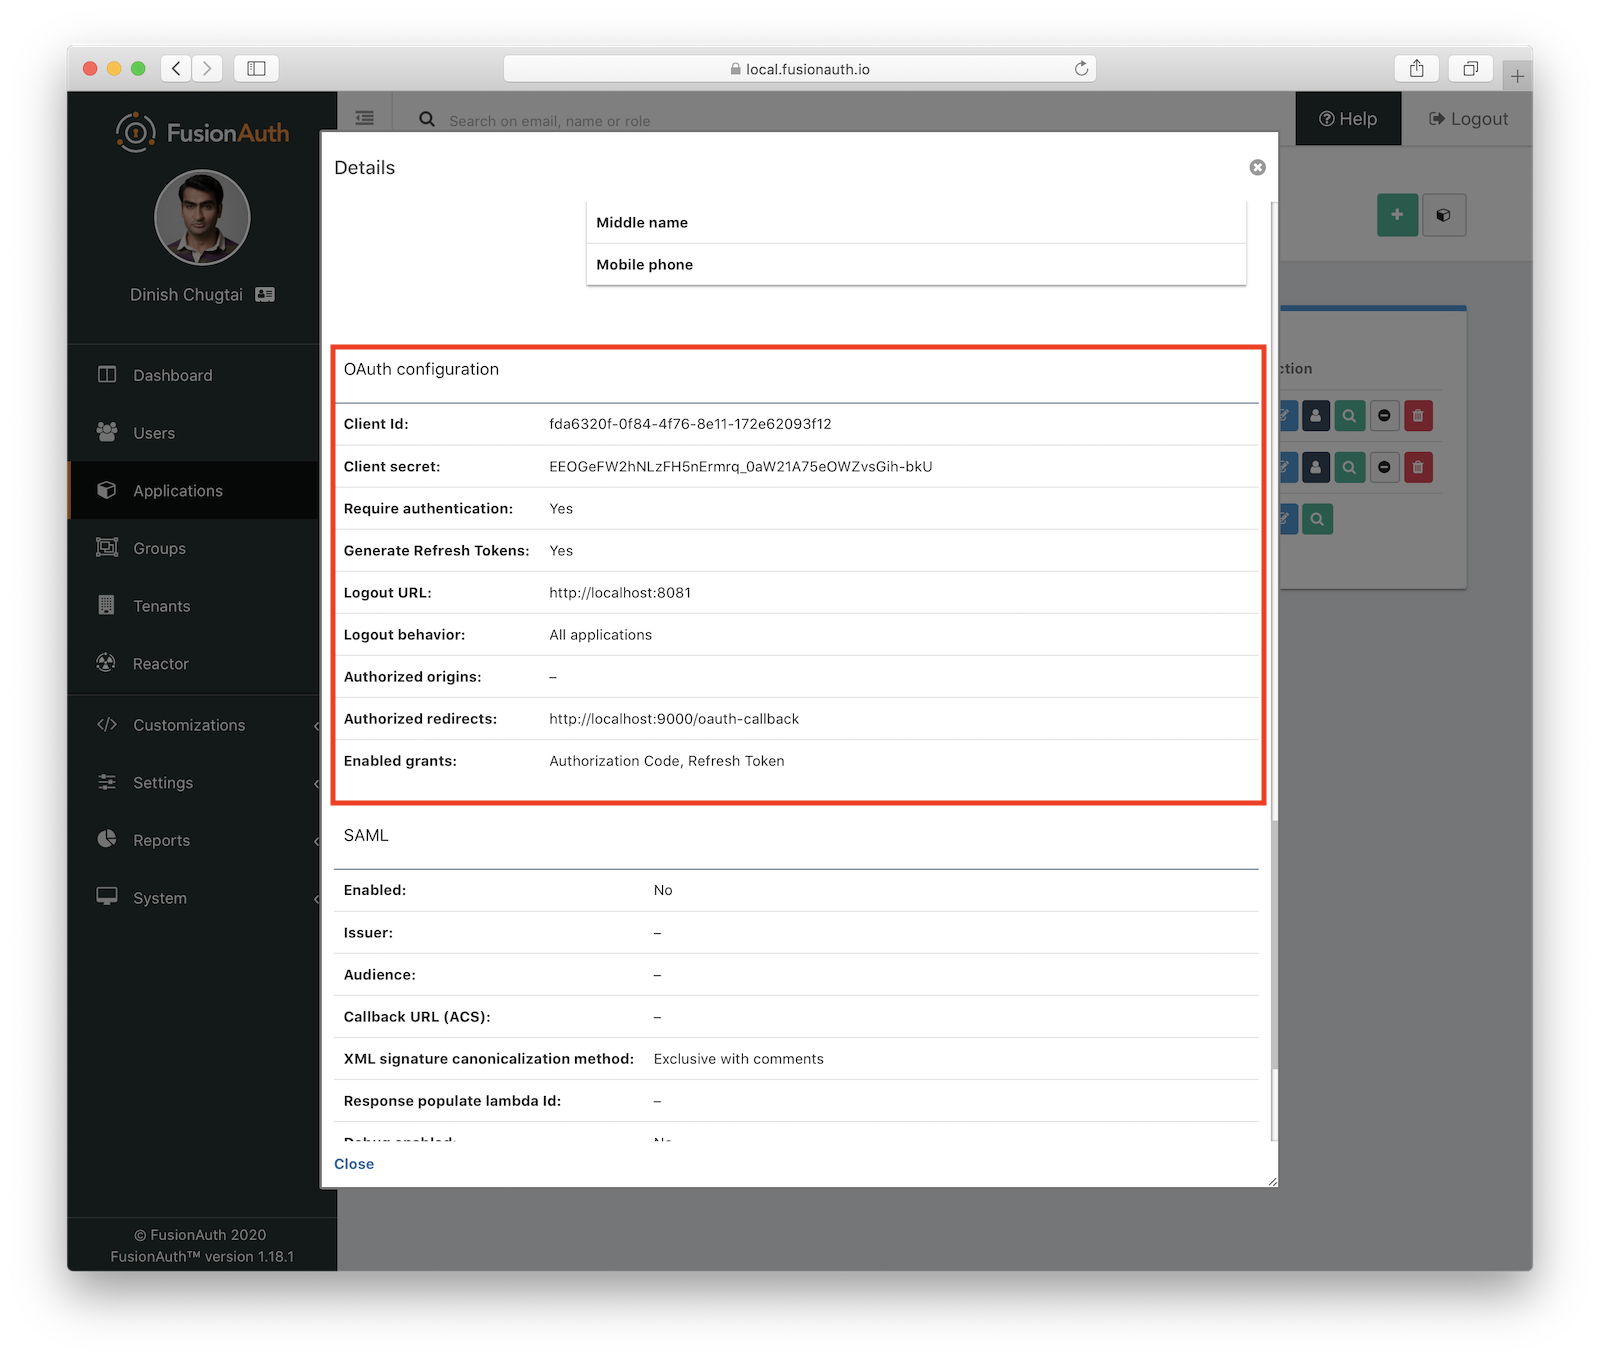 local.fusionauth.io
FusionAuth
Search on email, name or role
Help
Logout
Dinish Chugtai
Dashboard
Users
Applications
Groups
Tenants
Reactor
Customizations
Settings
Reports
System
© FusionAuth 2020
FusionAuth™ version 1.18.1
Details
Middle name
Mobile phone
OAuth configuration
Client Id: fda6320f-0f84-4f76-8e11-172e62093f12
Client secret: EEOGeFW2hNLzFH5nErmrq_0aW21A75eOWZvsGih-bkU
Require authentication: Yes
Generate Refresh Tokens: Yes
Logout URL: http://localhost:8081
Logout behavior: All applications
Authorized origins: –
Authorized redirects: http://localhost:9000/oauth-callback
Enabled grants: Authorization Code, Refresh Token
SAML
Enabled: No
Issuer: –
Audience: –
Callback URL (ACS): –
XML signature canonicalization method: Exclusive with comments
Response populate lambda Id: –
Debug enabled: No
Close
ction